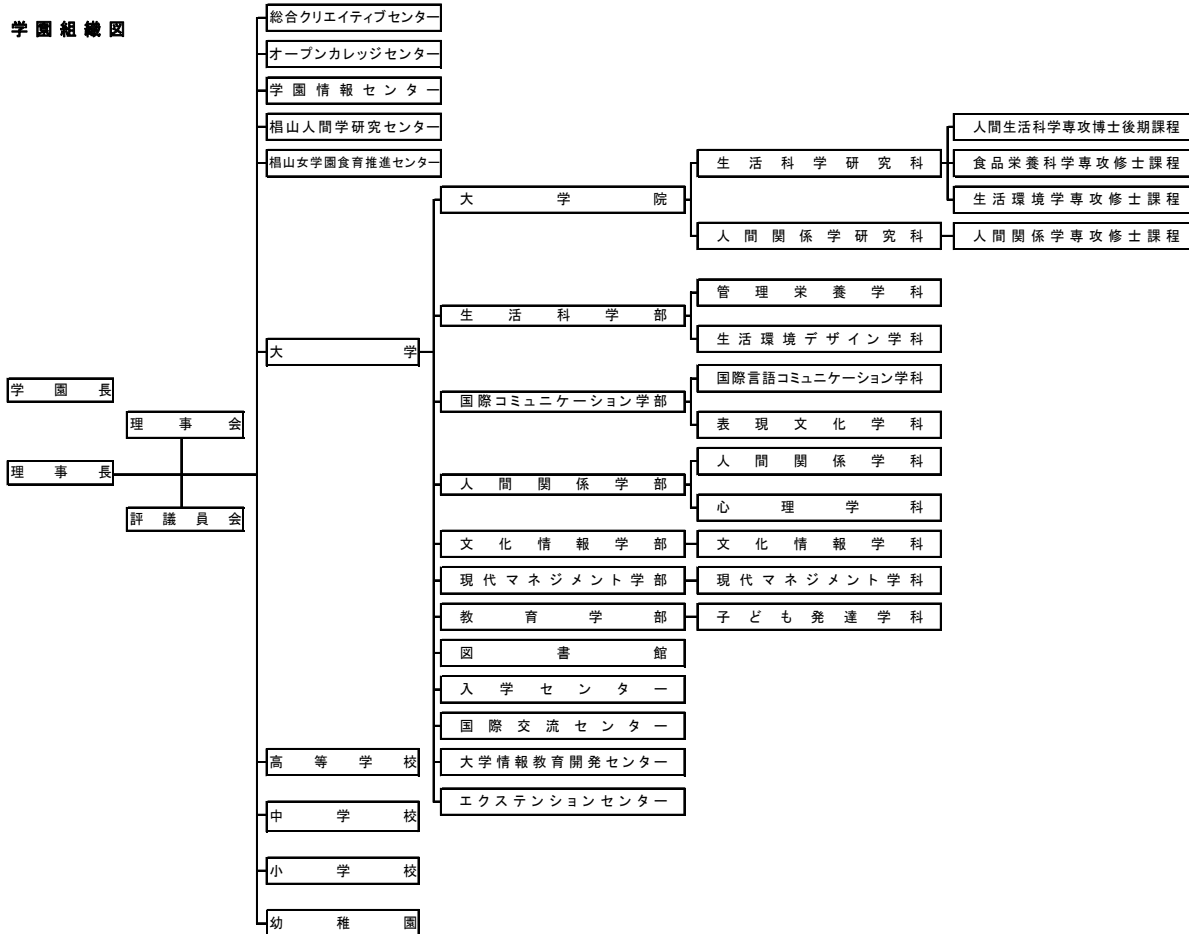 学園組織図
総合クリエイティブセンター
オープンカレッジセンター
学園情報センター
椙山人間学研究センター
椙山女学園食育推進センター
大学院
生活科学研究科
人間生活科学専攻博士後期課程
食品栄養科学専攻修士課程
生活環境学専攻修士課程
人間関係学研究科
人間関係学専攻修士課程
大学
生活科学部
管理栄養学科
生活環境デザイン学科
国際コミュニケーション学部
国際言語コミュニケーション学科
表現文化学科
人間関係学部
人間関係学科
心理学科
文化情報学部
文化情報学科
現代マネジメント学部
現代マネジメント学科
教育学部
子ども発達学科
図書館
入学センター
国際交流センター
大学情報教育開発センター
エクステンションセンター
学園長
理事会
理事長
評議員会
高等学校
中学校
小学校
幼稚園